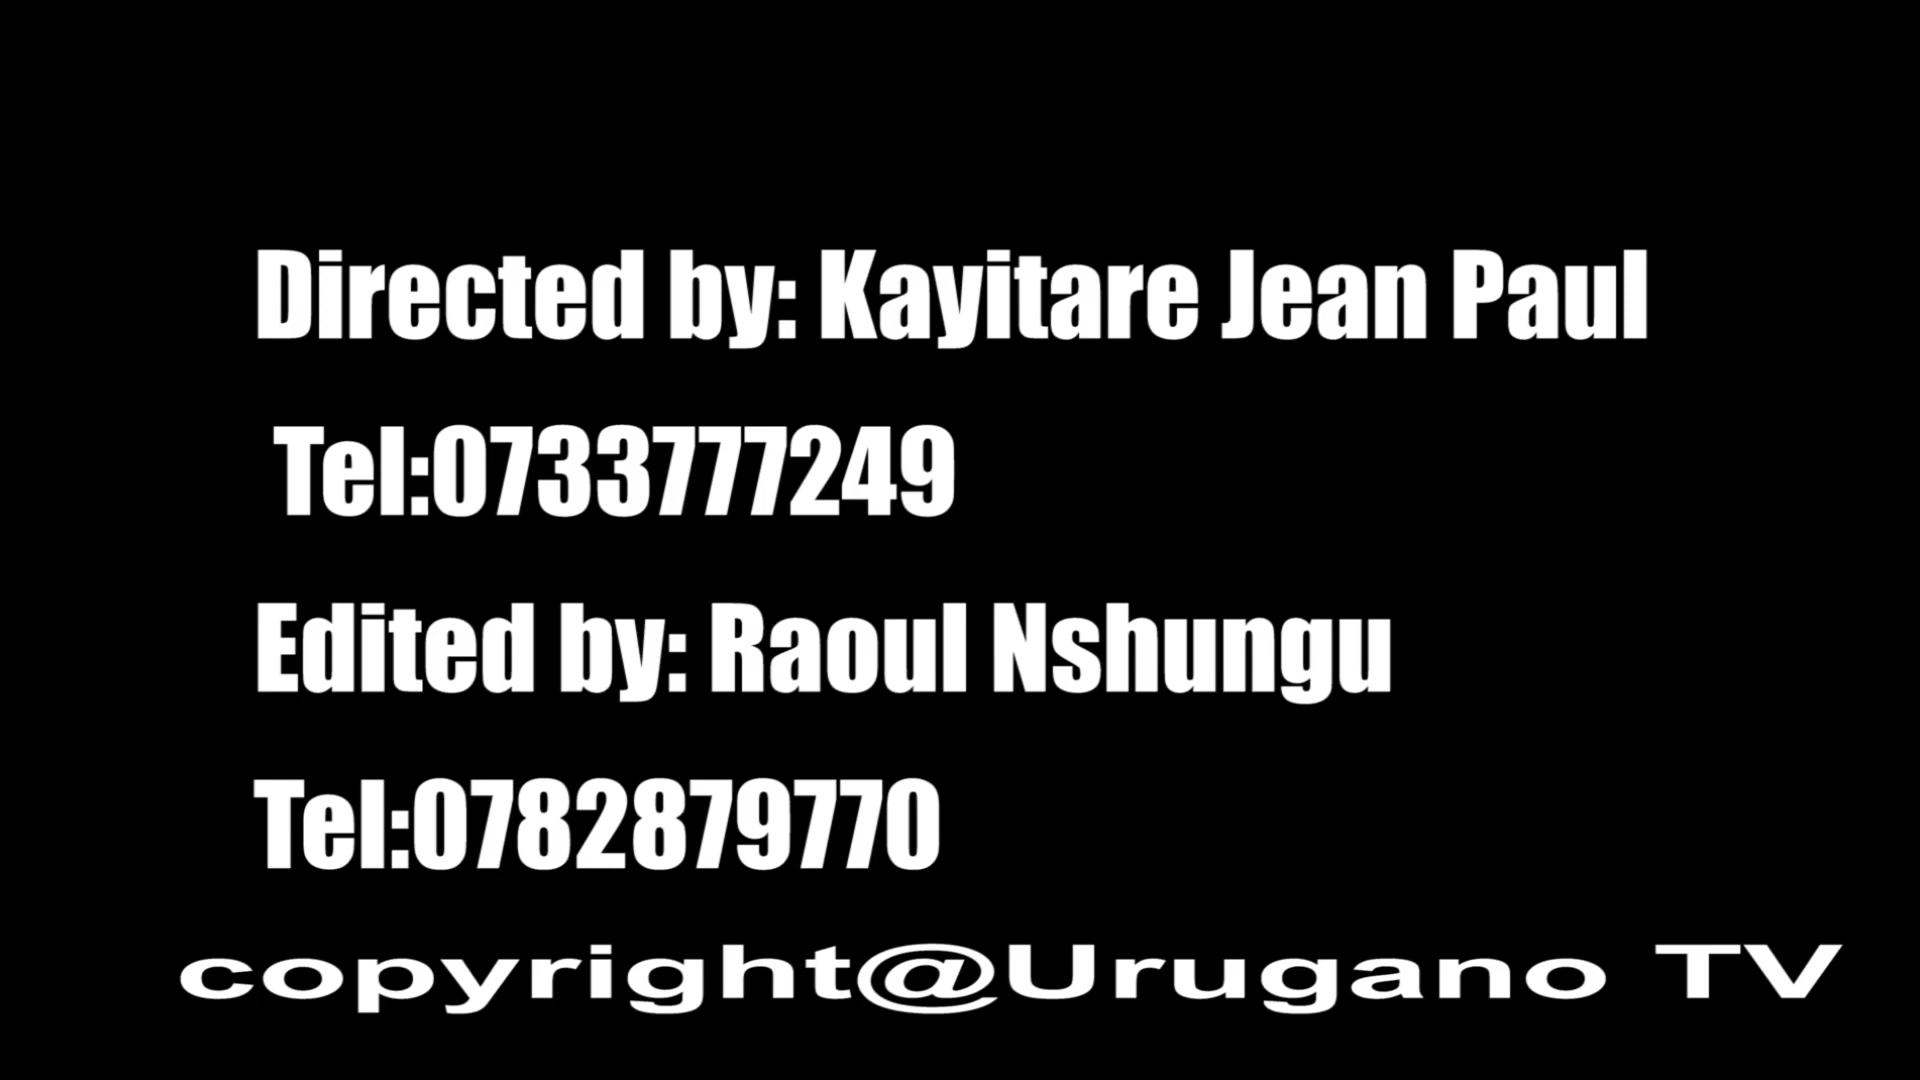 Directed by: Kayitare Jean Paul
Tel:0733777249
Edited by: Raoul Nshungu
Tel:0782879770
copyright@Urugano TV